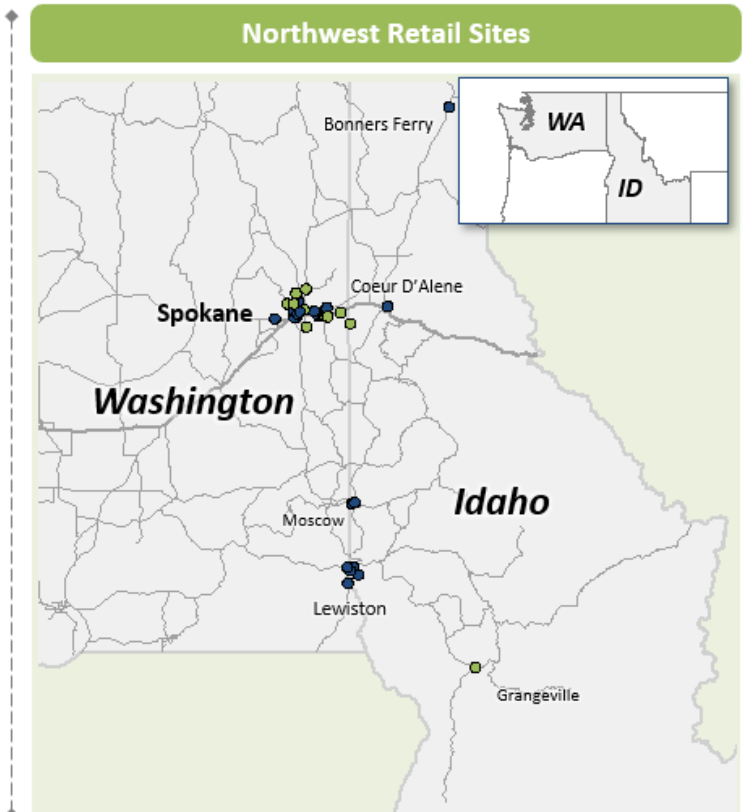 Northwest Retail Sites
Bonners Ferry
WA
ID
Coeur D'Alene
Spokane
Washington
Idaho
Moscow
Lewiston
Grangeville